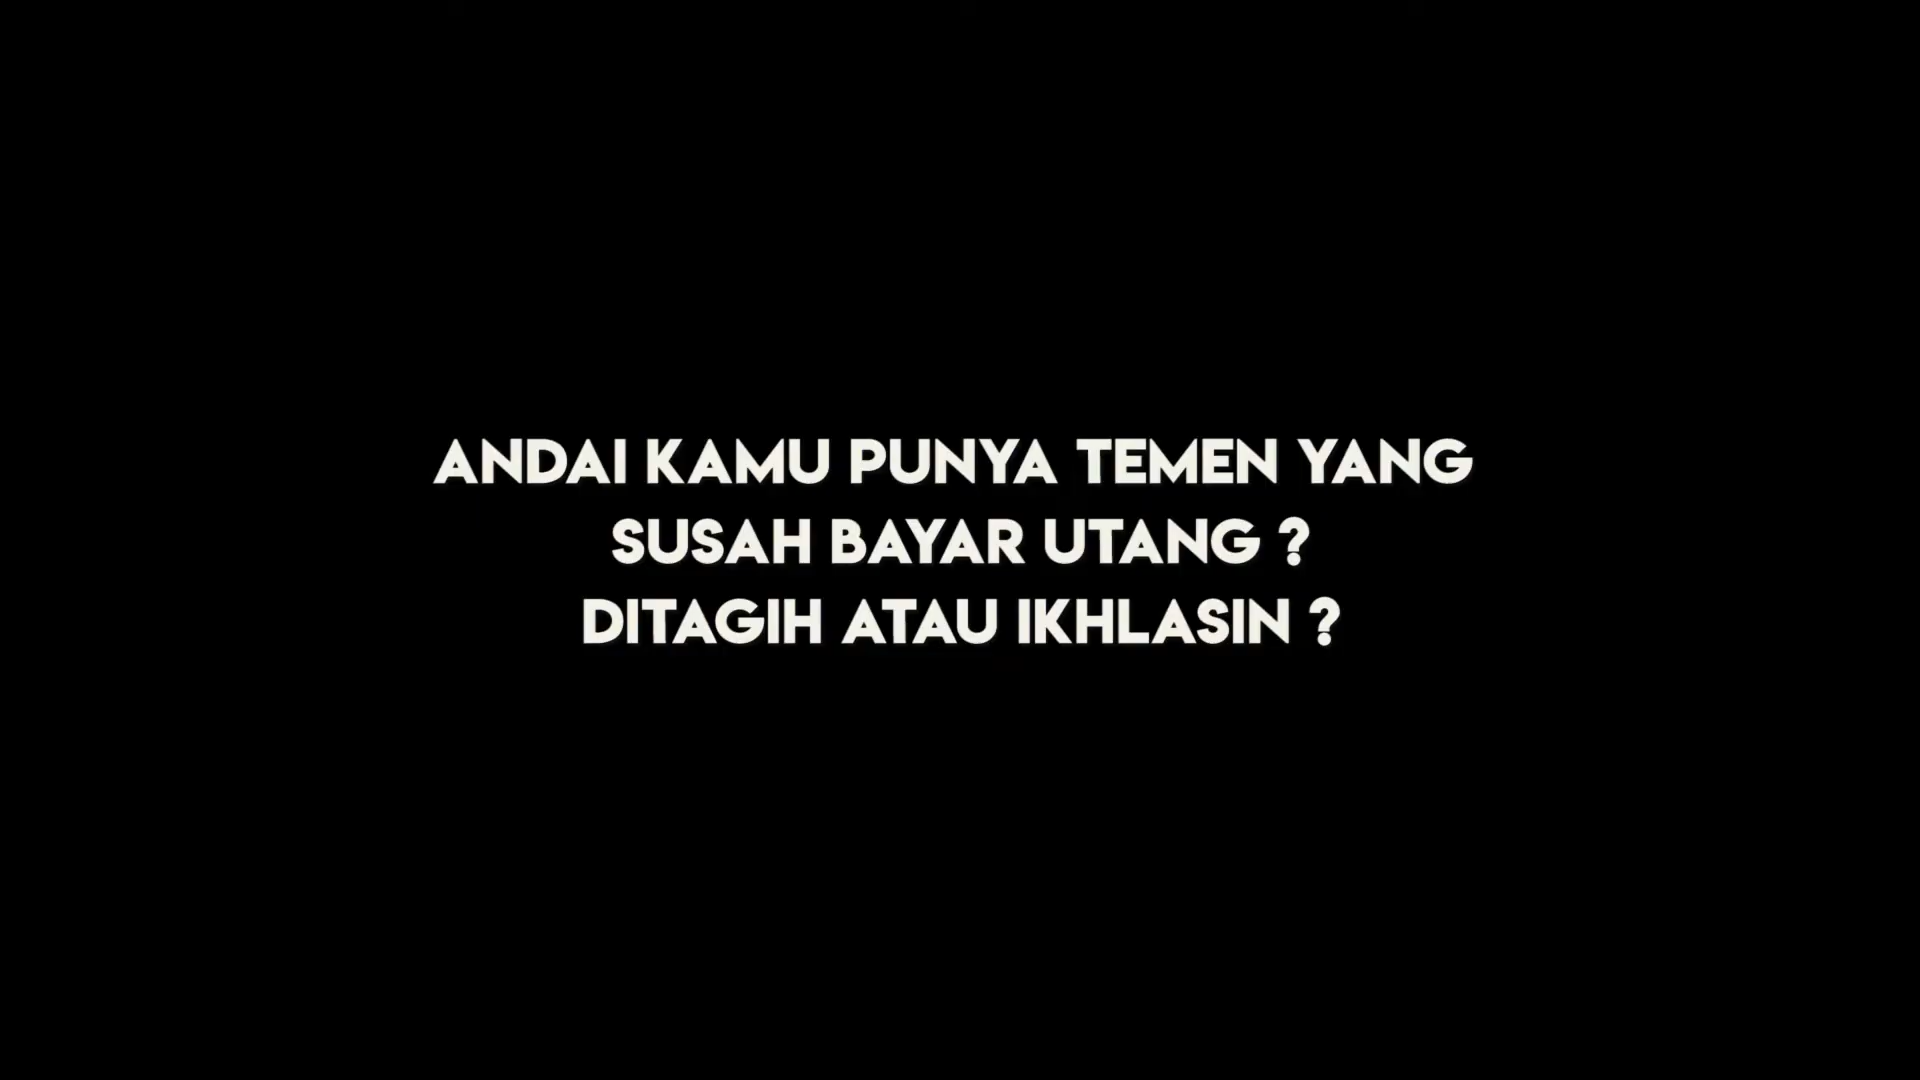 ANDAI KAMU PUNYA TEMEN YANG
SUSAH BAYAR UTANG ?
DITAGIH ATAU IKHLASIN ?